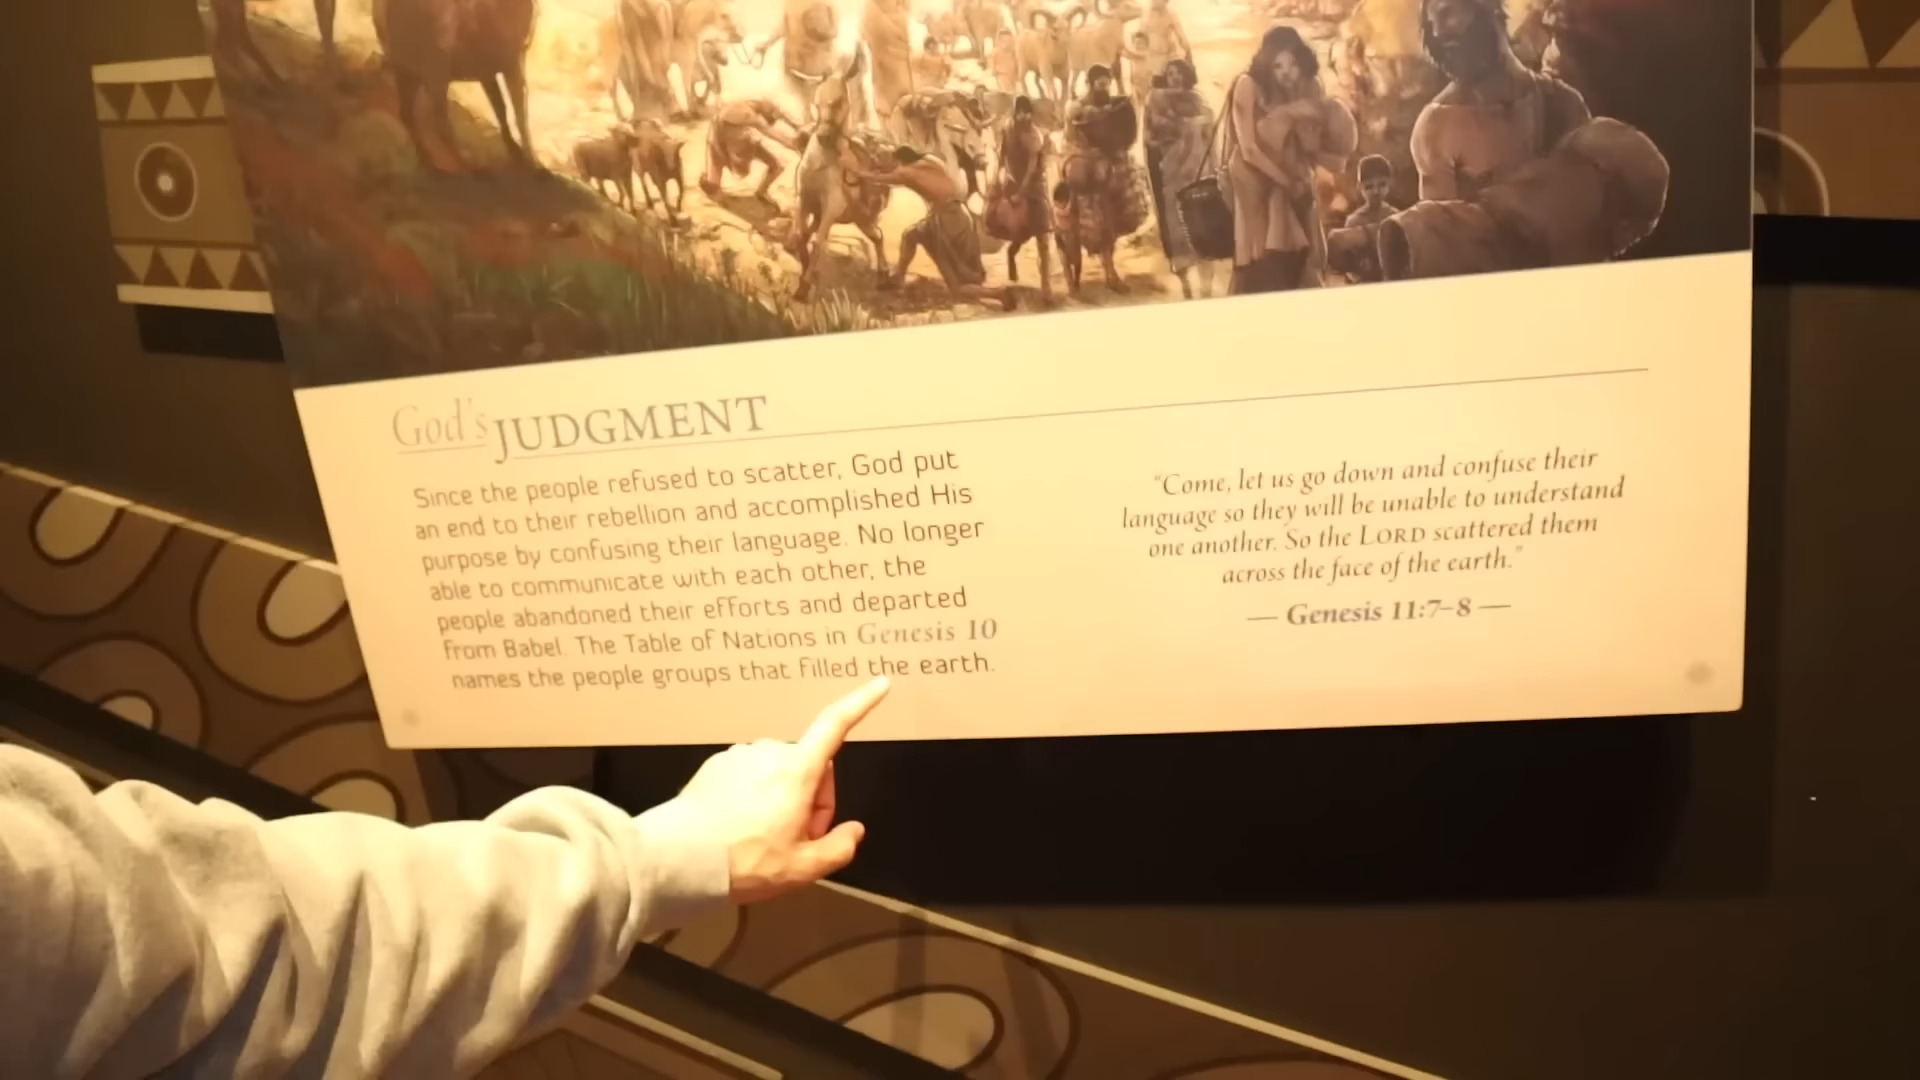 God's JUDGMENT
Since the people refused to scatter, God put
an end to their rebellion and accomplished His
purpose by confusing their language. No longer
able to communicate with each other, the
people abandoned their efforts and departed
from Babel. The Table of Nations in Genesis 10
names the people groups that filled the earth.
"Come, let us go down and confuse their
language so they will be unable to understand
one another. So the LORD scattered them
across the face of the earth."
— Genesis 11:7–8 —